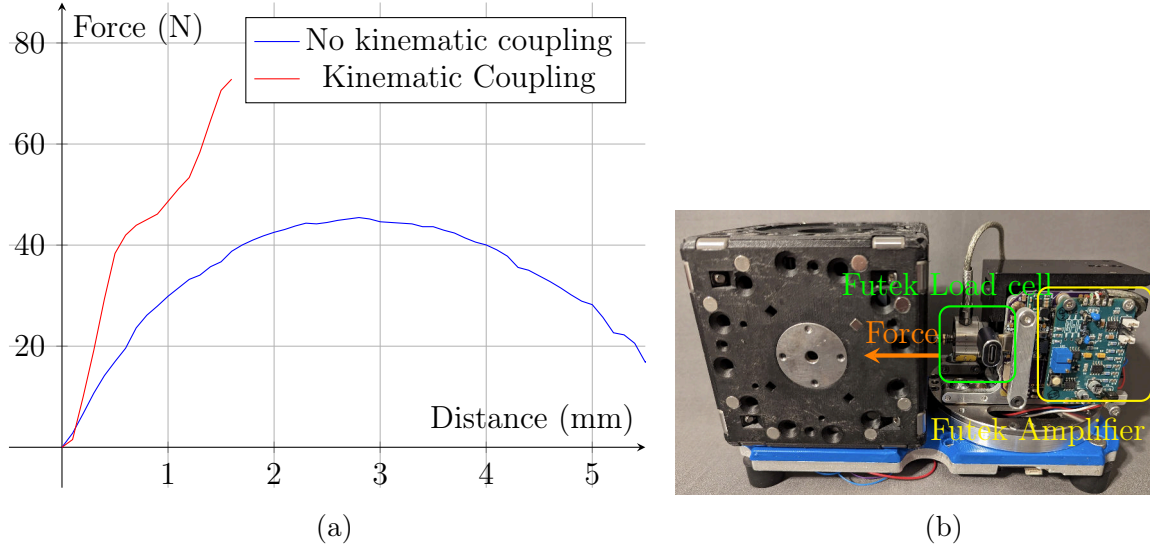 Force (N)
No kinematic coupling
Kinematic Coupling
80
60
40
20
Distance (mm)
1
2
3
4
5
(a)
Futek Load cell
Force
Futek Amplifier
(b)